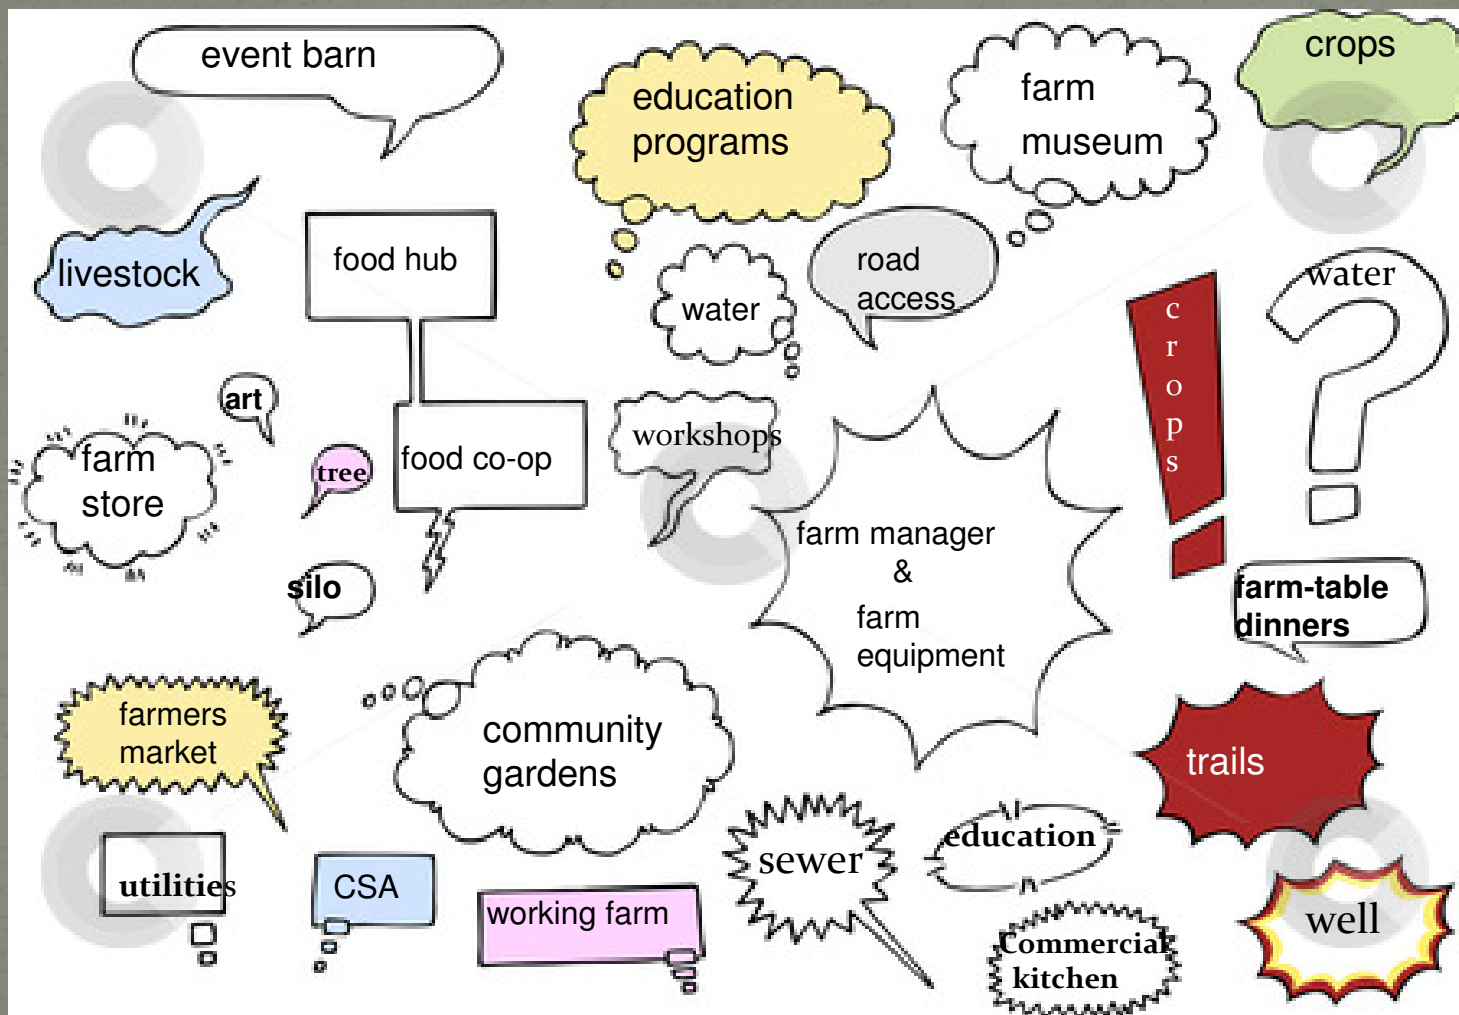 event barn
education
programs
farm
museum
crops
livestock
food hub
water
road
access
crops
water
art
farm
store
tree
food co-op
workshops
silo
farm manager
&
farm
equipment
farm-table
dinners
farmers
market
community
gardens
trails
utilities
CSA
working farm
sewer
education
Commercial
kitchen
well